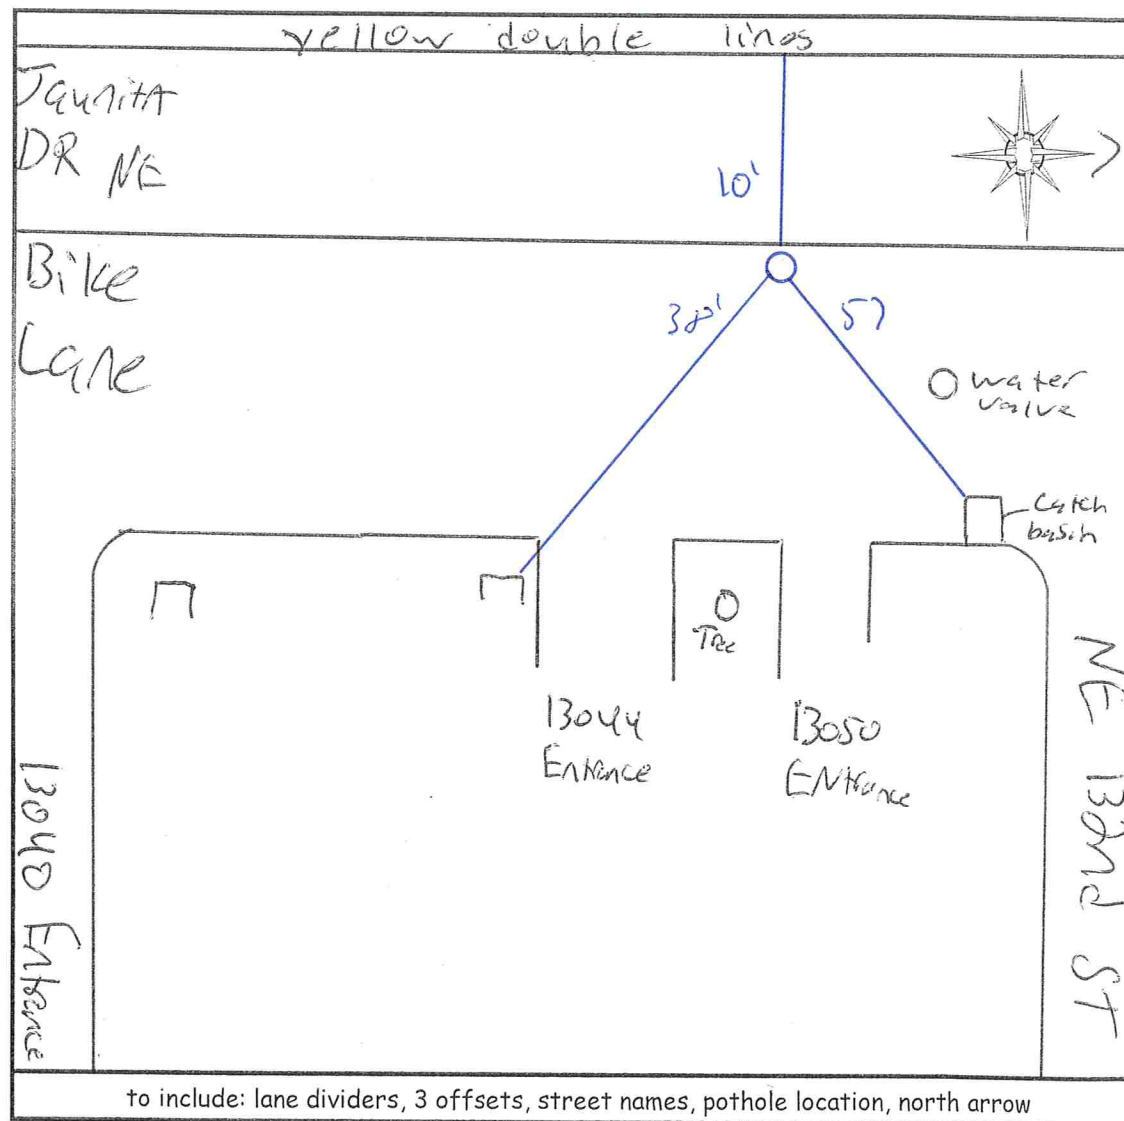 yellow double lines
JaunitA
DR NE
10'
Bike
Lane
38'
57
water
valve
Catch
basin
Tree
13044
Entrance
13050
ENtrance
13040 Entrance
NE 132nd ST
to include: lane dividers, 3 offsets, street names, pothole location, north arrow